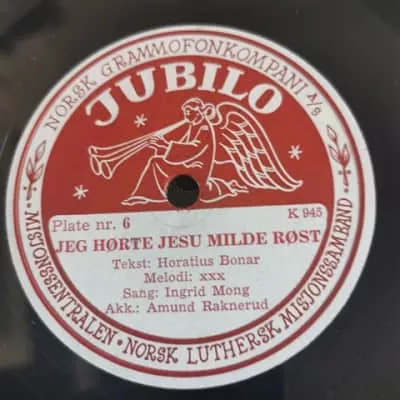 NORSK GRAMMOFONKOMPANI A/S
JUBILO
Plate nr. 6
K 945
JEG HØRTE JESU MILDE RØST
Tekst: Horatius Bonar
Melodi: xxx
Sang: Ingrid Mong
Akk.: Amund Raknerud
MISJONSSENTRALEN • NORSK LUTHERSK MISJONSSAMBAND